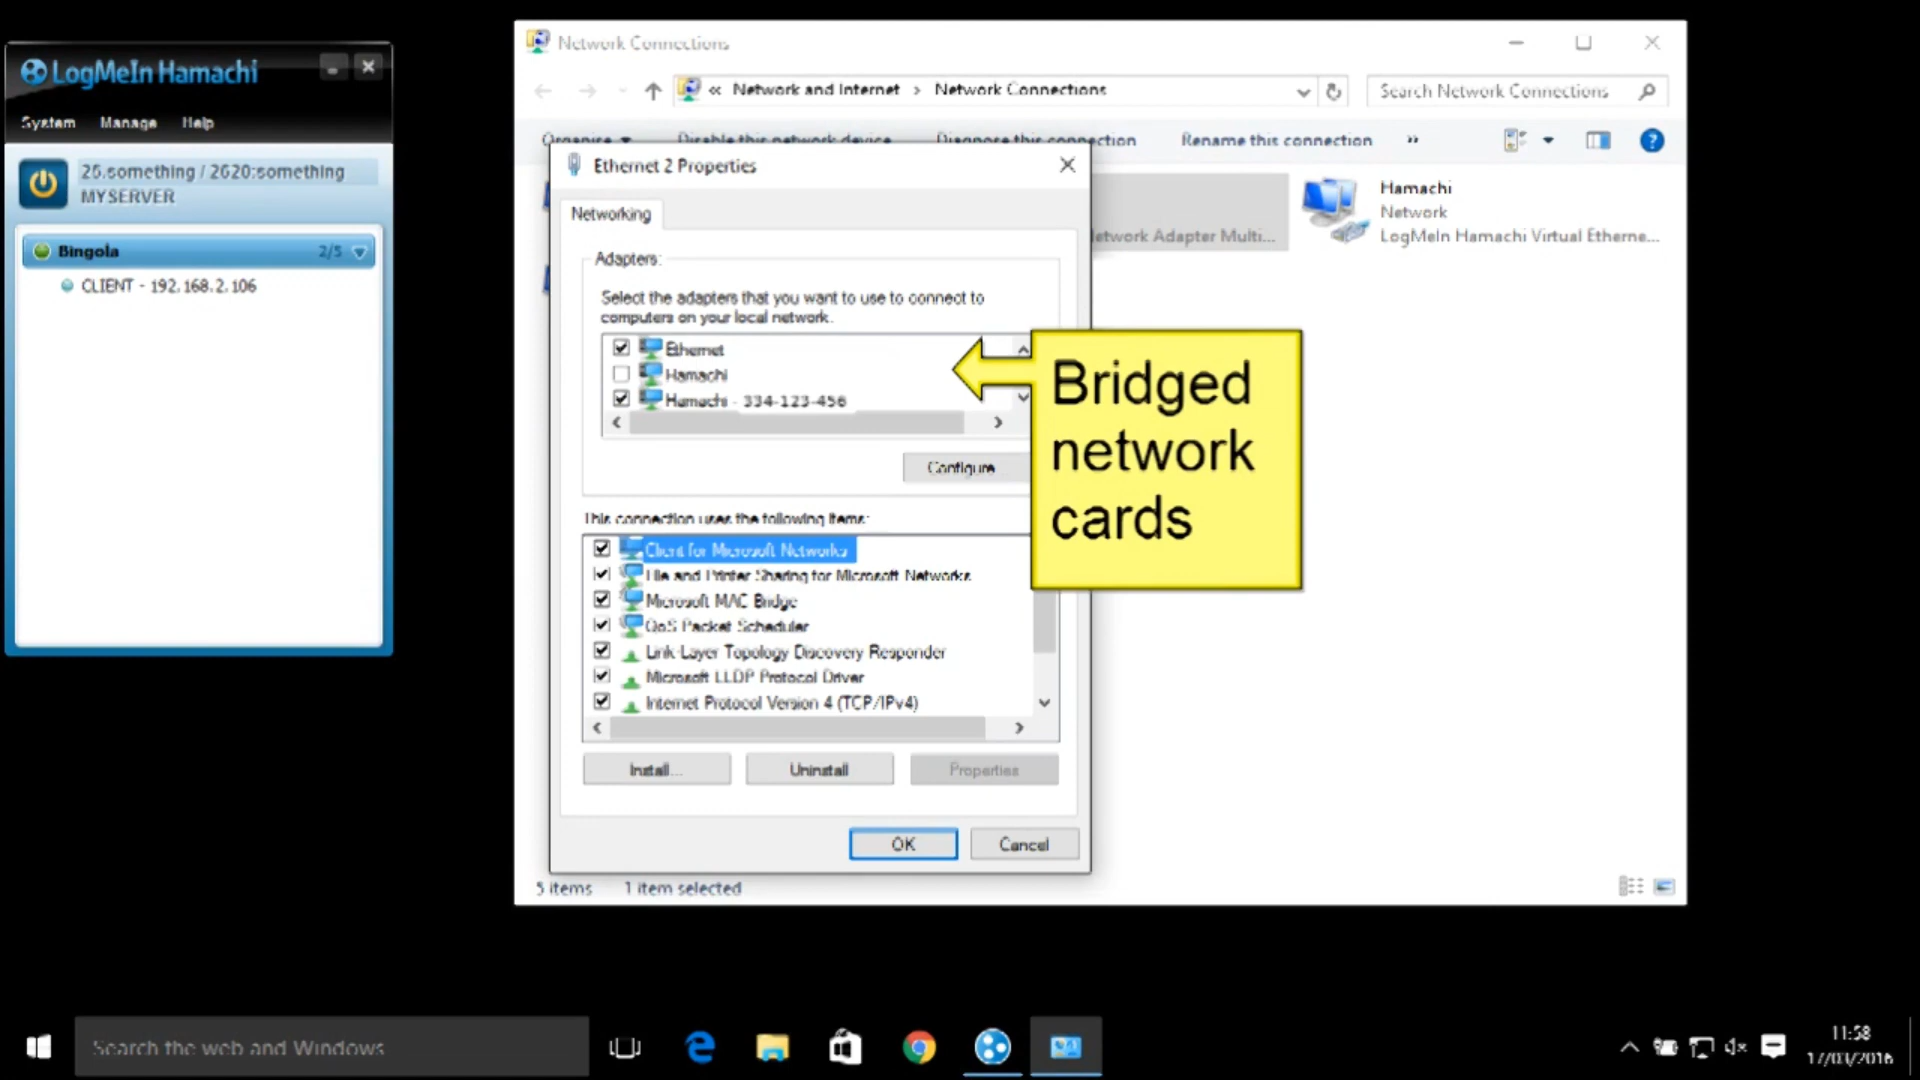 LogMeIn Hamachi
System Manage Help
25.something / 2620:something
MYSERVER
Bingola 2/5
CLIENT - 192.168.2.106
Network Connections
« Network and Internet › Network Connections
Search Network Connections
Organise Disable this network device Diagnose this connection Rename this connection »
Ethernet 2 Properties
Networking
Adapters:
Select the adapters that you want to use to connect to
computers on your local network.
Ethernet
Hamachi
Hamachi - 334-123-456
Configure
This connection uses the following items:
Client for Microsoft Networks
File and Printer Sharing for Microsoft Networks
Microsoft MAC Bridge
QoS Packet Scheduler
Link-Layer Topology Discovery Responder
Microsoft LLDP Protocol Driver
Internet Protocol Version 4 (TCP/IPv4)
Install...
Uninstall
Properties
OK
Cancel
Network Adapter Multi...
Hamachi
Network
LogMeIn Hamachi Virtual Etherne...
Bridged
network
cards
5 items 1 item selected
Search the web and Windows
11:58
17/03/2016